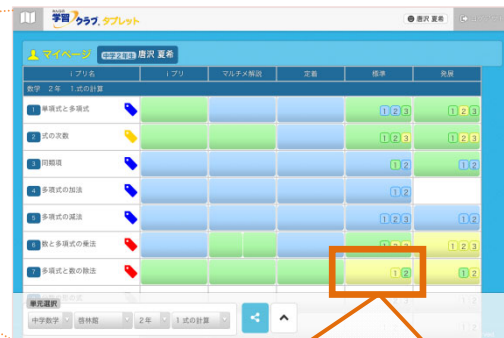 学習クラブ,タブレット
唐沢 夏希
マイページ 中学2年生 唐沢 夏希
iプリ名 iプリ マルチメ解説 定着 標準 発展
数学 2年 1.式の計算
1 単項式と多項式 1 2 3 1 2 3
2 式の次数 1 2 3 1 2 3
3 同類項 1 2 1 2
4 多項式の加法 1 2
5 多項式の減法 1 2 3 1 2
6 数と多項式の乗法 1 2 3 1 2 3
7 多項式と数の除法 1 2 1 2
単元選択
中学数学 啓林館 2年 1 式の計算